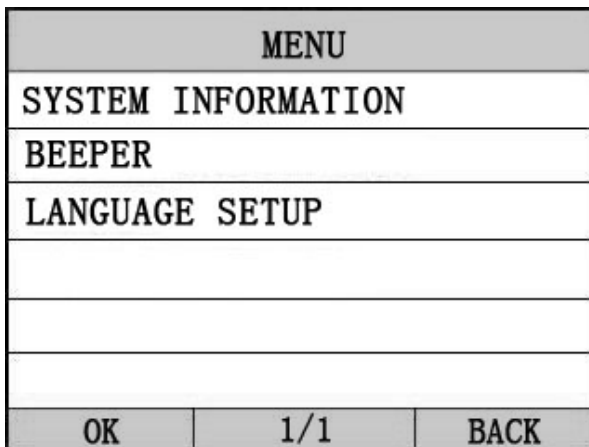 MENU
SYSTEM INFORMATION
BEEPER
LANGUAGE SETUP
OK 1/1 BACK